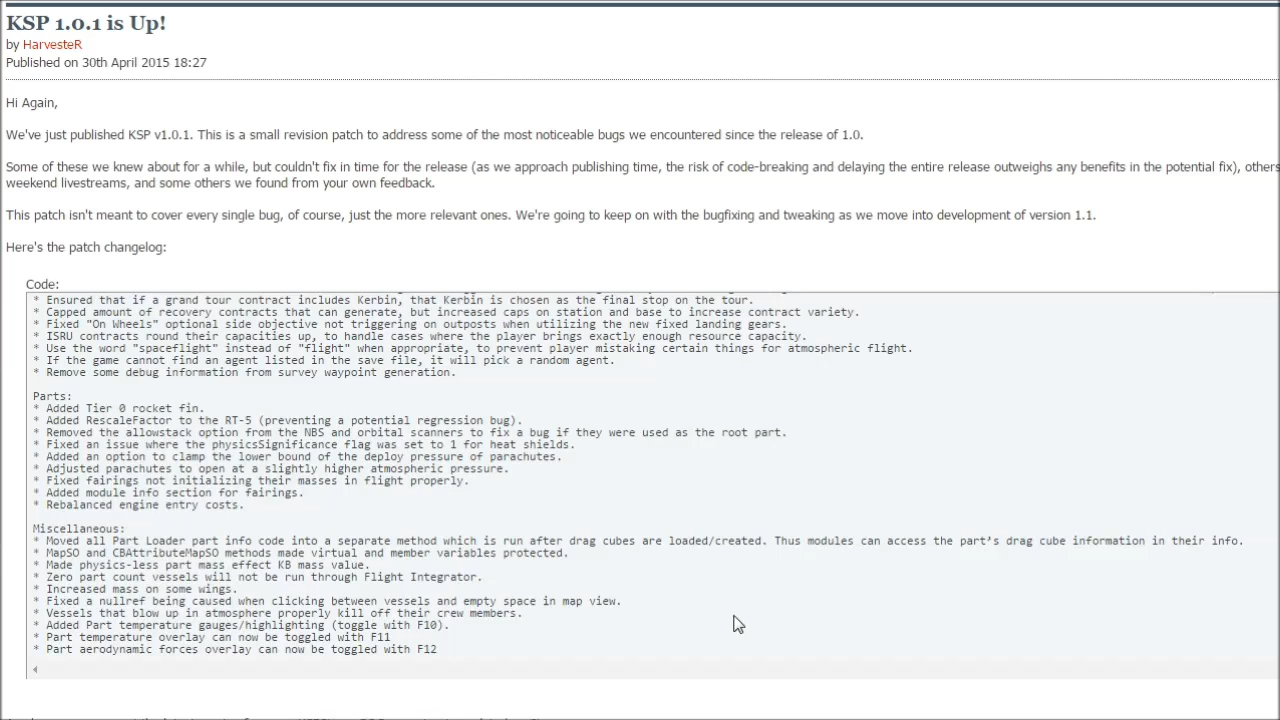 KSP 1.0.1 is Up!
by HarvesteR
Published on 30th April 2015 18:27
Hi Again,
We've just published KSP v1.0.1. This is a small revision patch to address some of the most noticeable bugs we encountered since the release of 1.0.
Some of these we knew about for a while, but couldn't fix in time for the release (as we approach publishing time, the risk of code-breaking and delaying the entire release outweighs any benefits in the potential fix), others
weekend livestreams, and some others we found from your own feedback.
This patch isn't meant to cover every single bug, of course, just the more relevant ones. We're going to keep on with the bugfixing and tweaking as we move into development of version 1.1.
Here's the patch changelog:
Code:
* Ensured that if a grand tour contract includes Kerbin, that Kerbin is chosen as the final stop on the tour.
* Capped amount of recovery contracts that can generate, but increased caps on station and base to increase contract variety.
* Fixed "On Wheels" optional side objective not triggering on outposts when utilizing the new fixed landing gears.
* ISRU contracts round their capacities up, to handle cases where the player brings exactly enough resource capacity.
* Use the word "spaceflight" instead of "flight" when appropriate, to prevent player mistaking certain things for atmospheric flight.
* If the game cannot find an agent listed in the save file, it will pick a random agent.
* Remove some debug information from survey waypoint generation.
Parts:
* Added Tier 0 rocket fin.
* Added RescaleFactor to the RT-5 (preventing a potential regression bug).
* Removed the allowstack option from the NBS and orbital scanners to fix a bug if they were used as the root part.
* Fixed an issue where the physicsSignificance flag was set to 1 for heat shields.
* Added an option to clamp the lower bound of the deploy pressure of parachutes.
* Adjusted parachutes to open at a slightly higher atmospheric pressure.
* Fixed fairings not initializing their masses in flight properly.
* Added module info section for fairings.
* Rebalanced engine entry costs.
Miscellaneous:
* Moved all Part Loader part info code into a separate method which is run after drag cubes are loaded/created. Thus modules can access the part's drag cube information in their info.
* MapSO and CBAttributeMapSO methods made virtual and member variables protected.
* Made physics-less part mass effect KB mass value.
* Zero part count vessels will not be run through Flight Integrator.
* Increased mass on some wings.
* Fixed a nullref being caused when clicking between vessels and empty space in map view.
* Vessels that blow up in atmosphere properly kill off their crew members.
* Added Part temperature gauges/highlighting (toggle with F10).
* Part temperature overlay can now be toggled with F11
* Part aerodynamic forces overlay can now be toggled with F12